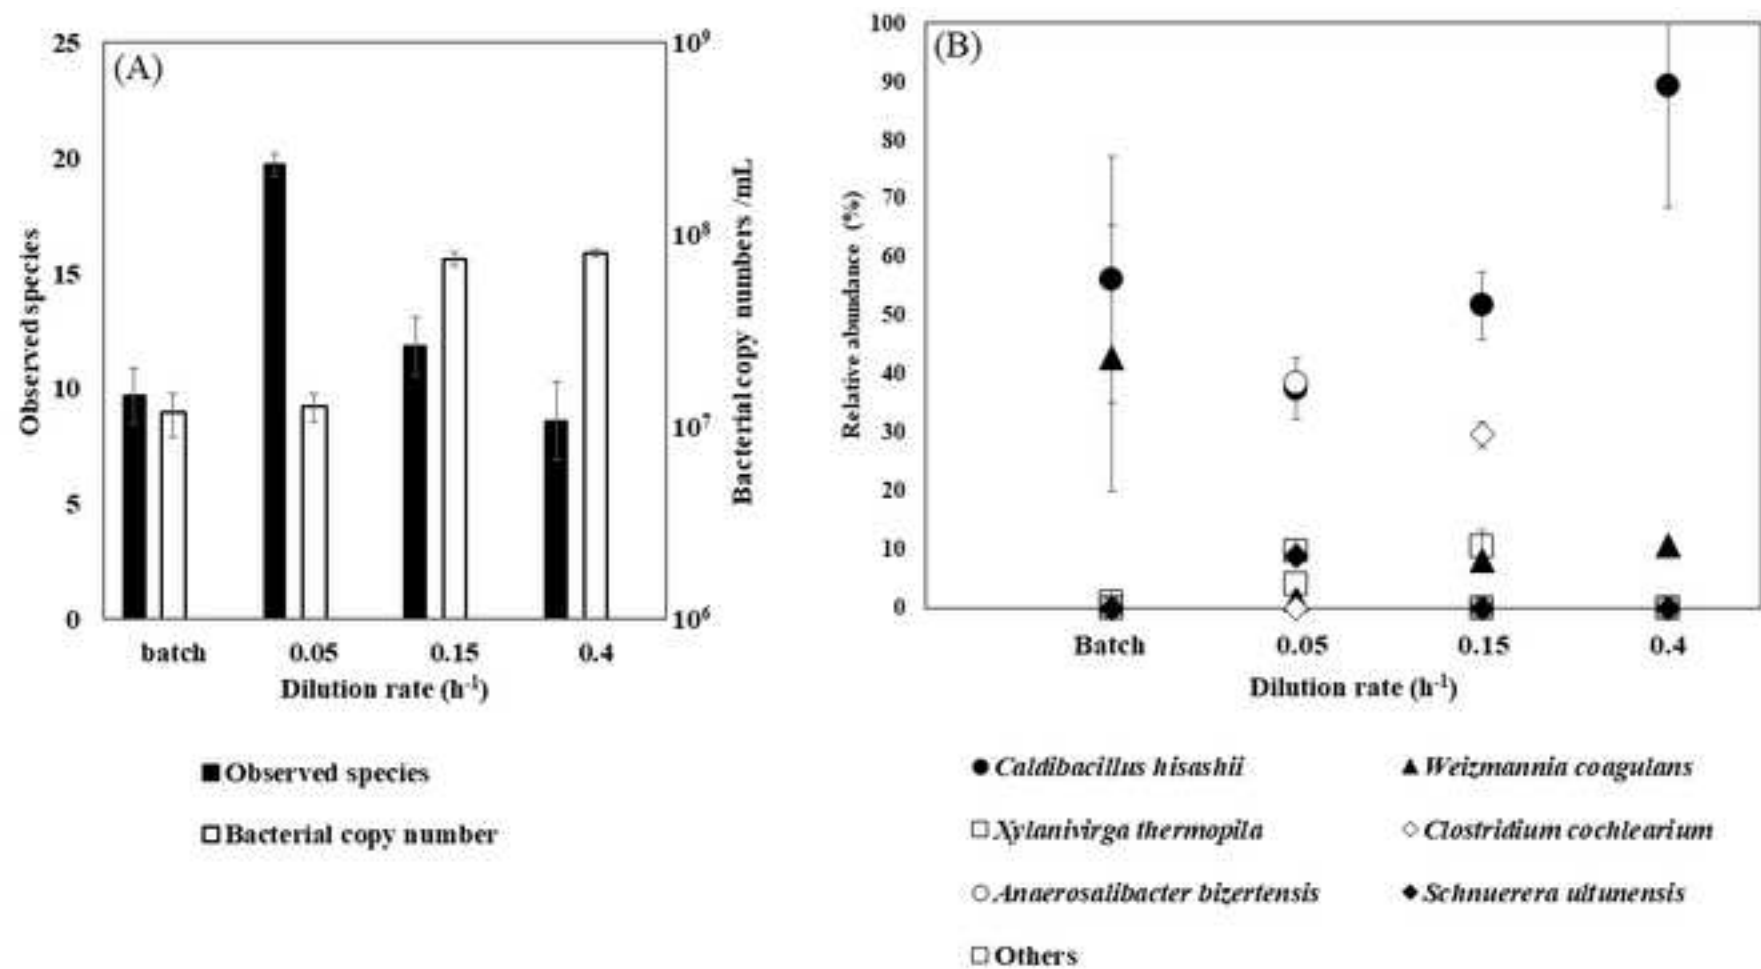 (A)
25
20
15
10
5
0
Observed species
10⁹
10⁸
10⁷
10⁶
Bacterial copy numbers /mL
batch 0.05 0.15 0.4
Dilution rate (h⁻¹)
Observed species
Bacterial copy number
(B)
100
90
80
70
60
50
40
30
20
10
0
Relative abundance (%)
Batch 0.05 0.15 0.4
Dilution rate (h⁻¹)
Caldibacillus hisashii Weizmannia coagulans
Xylanivirga thermopila Clostridium cochlearium
Anaerosalibacter bizertensis Schnuerera ultunensis
Others